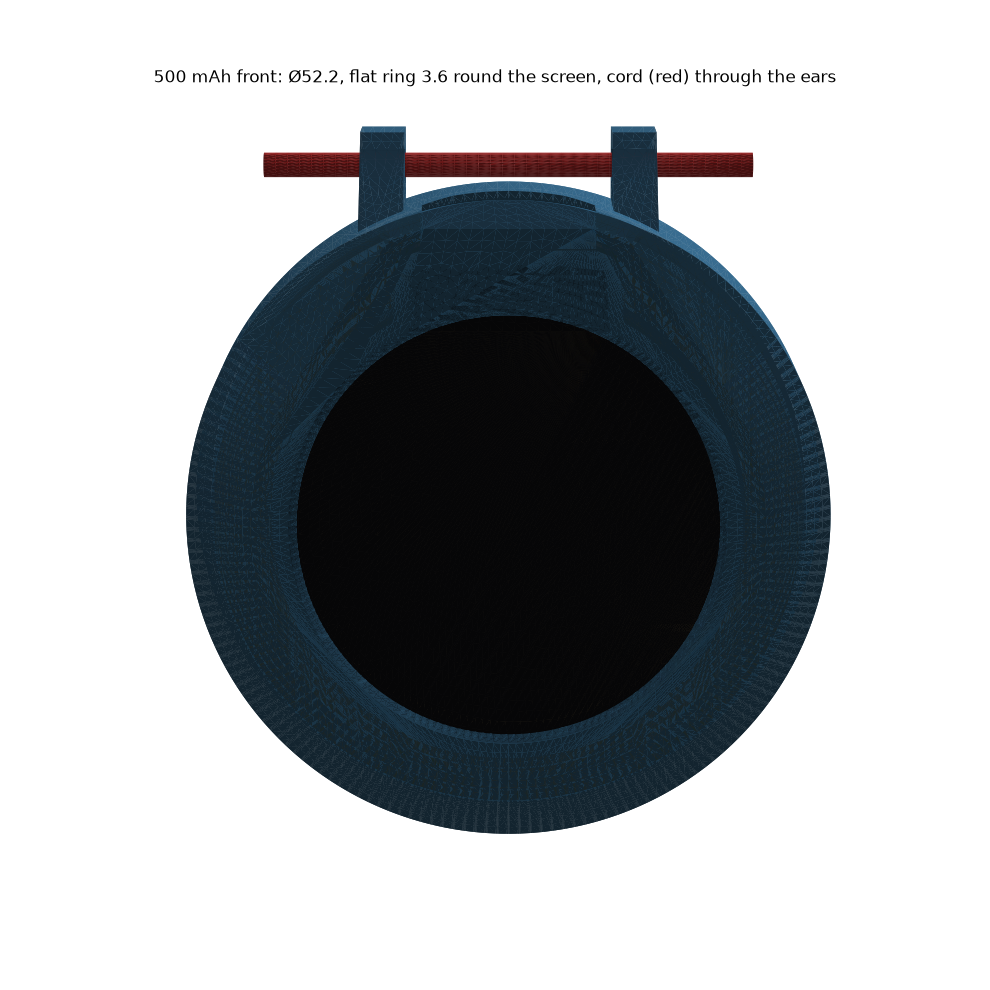 500 mAh front: Ø52.2, flat ring 3.6 round the screen, cord (red) through the ears